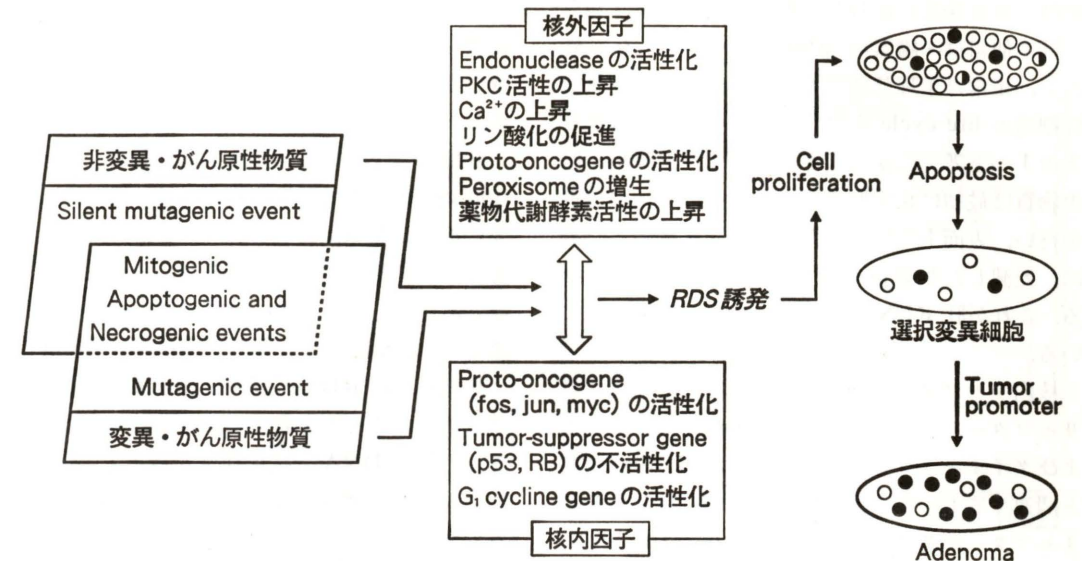 非変異・がん原性物質
Silent mutagenic event
Mitogenic
Apoptogenic and
Necrogenic events
Mutagenic event
変異・がん原性物質
核外因子
Endonucleaseの活性化
PKC活性の上昇
Ca²⁺の上昇
リン酸化の促進
Proto-oncogeneの活性化
Peroxisomeの増生
薬物代謝酵素活性の上昇
RDS誘発
Proto-oncogene
(fos, jun, myc) の活性化
Tumor-suppressor gene
(p53, RB) の不活性化
G₁ cycline geneの活性化
核内因子
Cell
proliferation
Apoptosis
選択変異細胞
Tumor
promoter
Adenoma